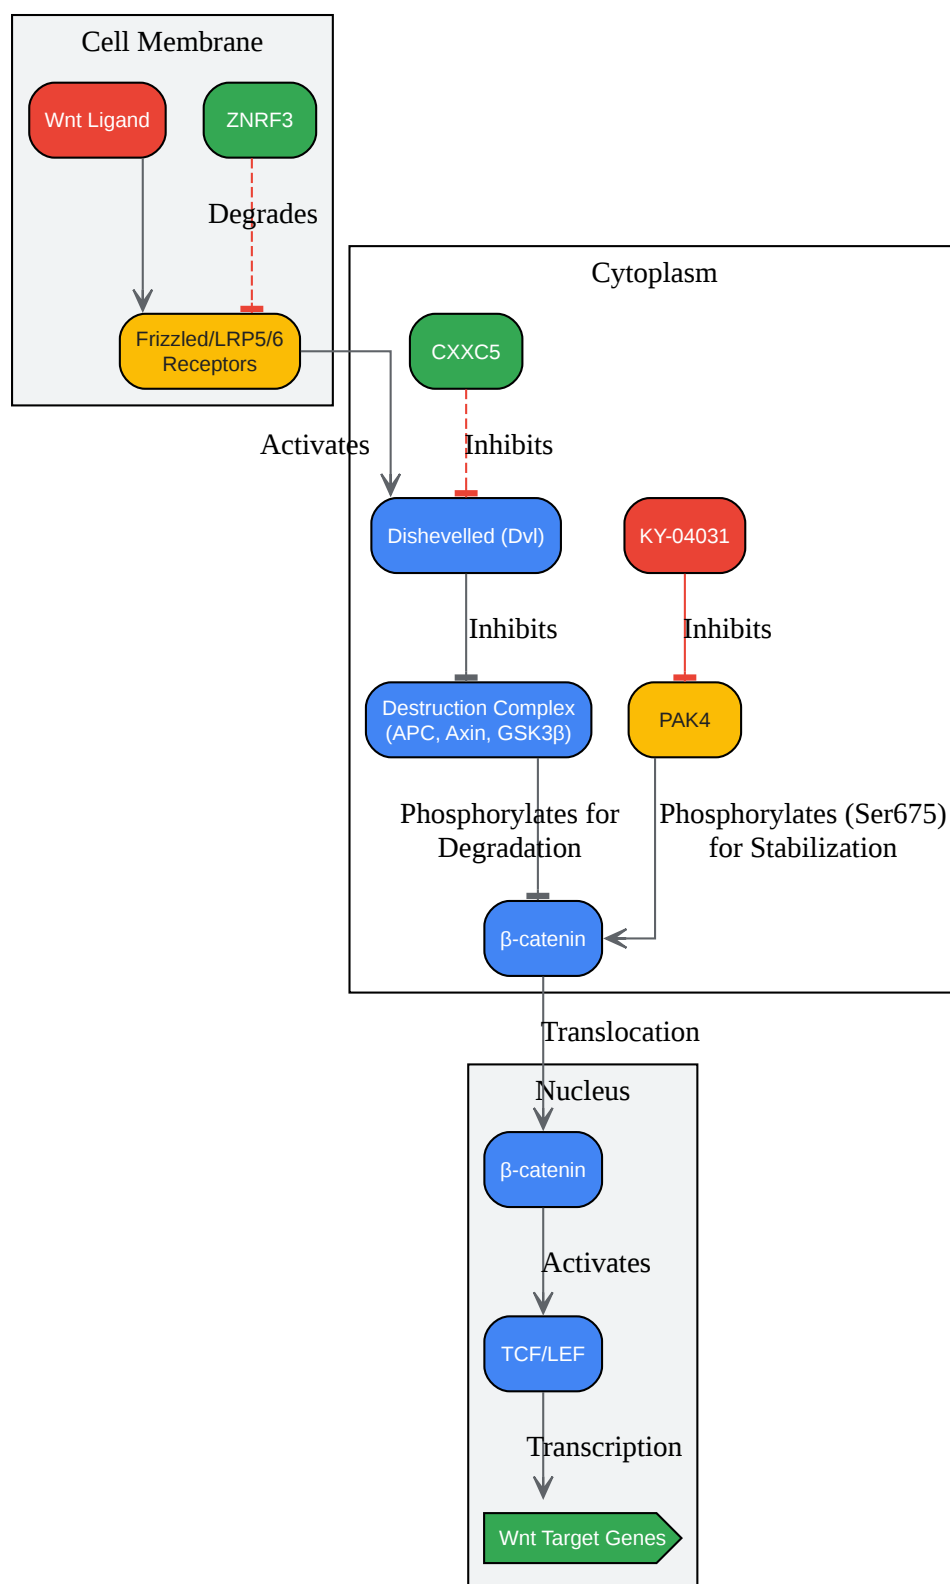 Cell Membrane
Wnt Ligand
ZNRF3
Degrades
Frizzled/LRP5/6
Receptors
Cytoplasm
CXXC5
Activates
Inhibits
Dishevelled (Dvl)
KY-04031
Inhibits
Inhibits
Destruction Complex
(APC, Axin, GSK3β)
PAK4
Phosphorylates for
Degradation
Phosphorylates (Ser675)
for Stabilization
β-catenin
Translocation
Nucleus
β-catenin
Activates
TCF/LEF
Transcription
Wnt Target Genes